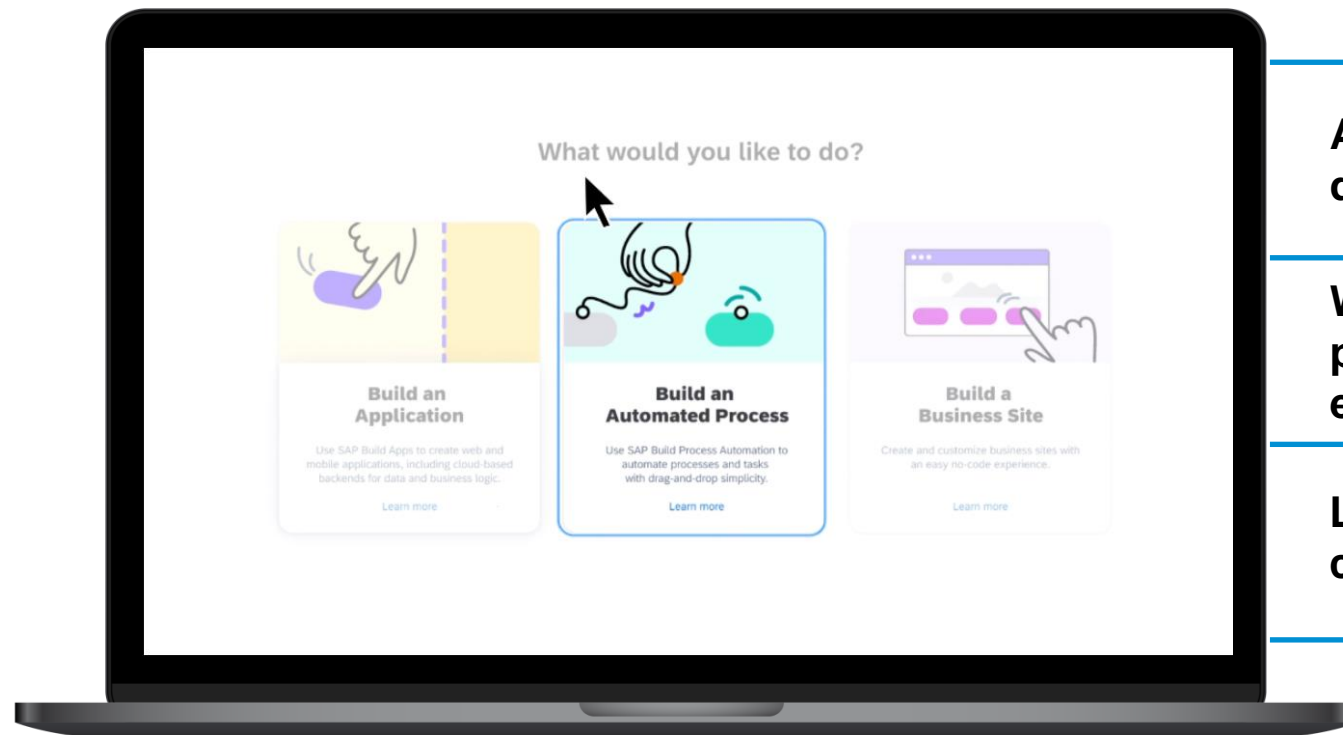 What would you like to do?
Build an
Application
Use SAP Build Apps to create web and
mobile applications, including cloud-based
backends for data and business logic.
Learn more
Build an
Automated Process
Use SAP Build Process Automation to
automate processes and tasks
with drag-and-drop simplicity.
Learn more
Build a
Business Site
Create and customize business sites with
an easy no-code experience.
Learn more